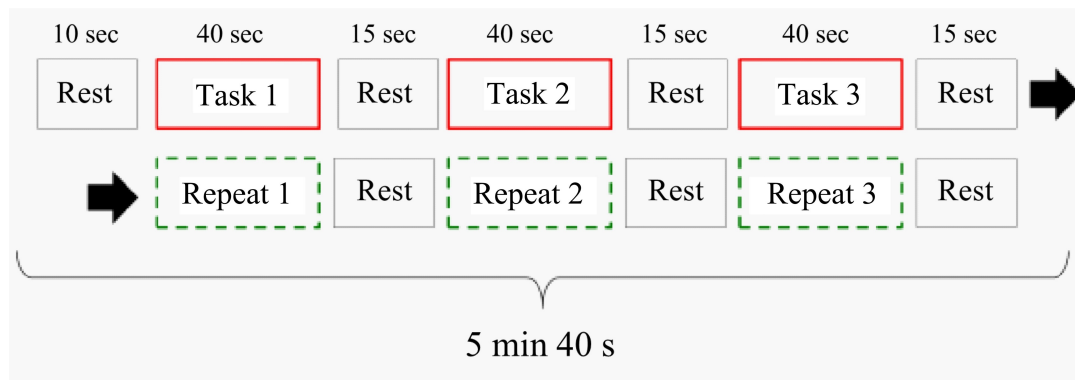 10 sec 40 sec 15 sec 40 sec 15 sec 40 sec 15 sec
Rest Task 1 Rest Task 2 Rest Task 3 Rest
Repeat 1 Rest Repeat 2 Rest Repeat 3 Rest
5 min 40 s